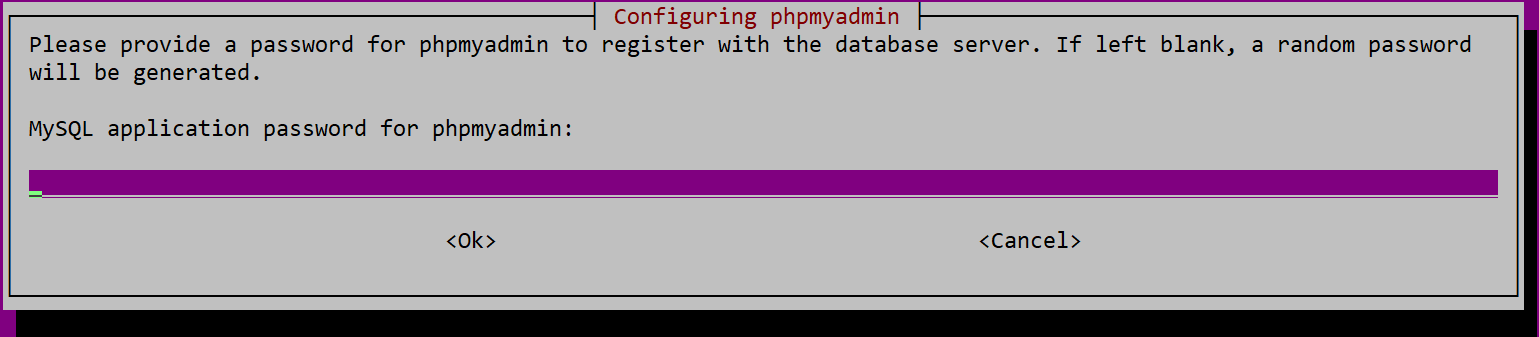 Configuring phpmyadmin
Please provide a password for phpmyadmin to register with the database server. If left blank, a random password
will be generated.
MySQL application password for phpmyadmin:
<Ok> <Cancel>